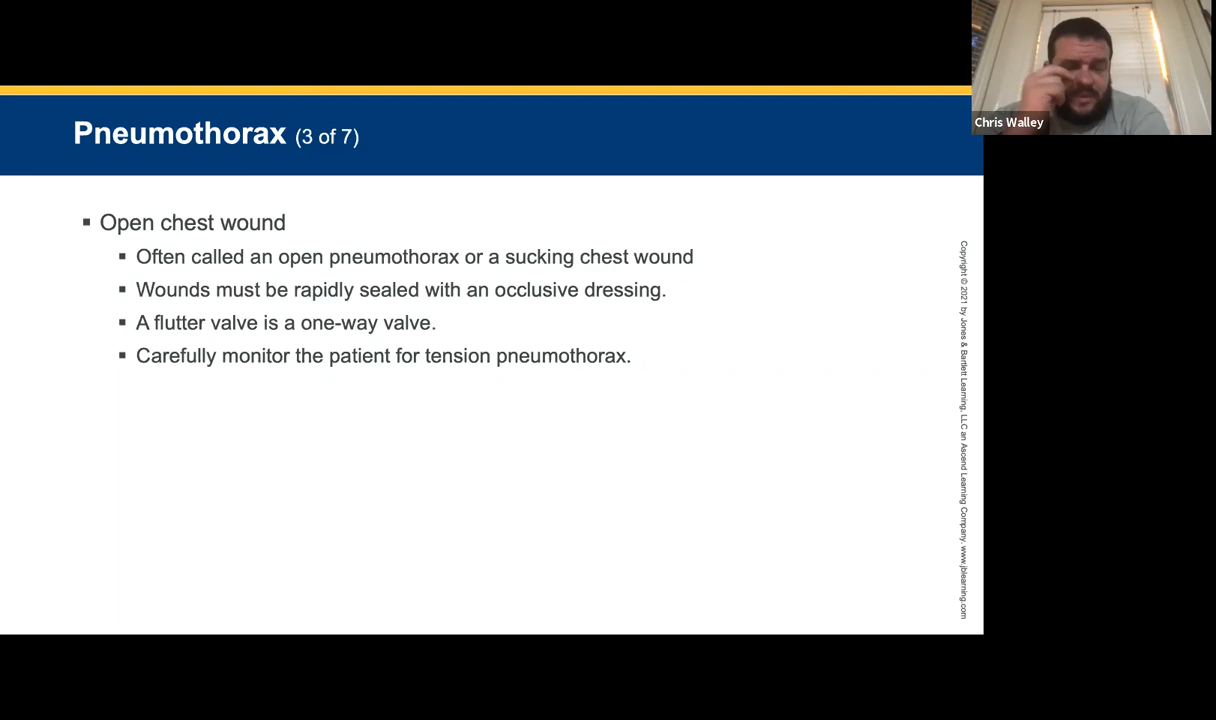 Pneumothorax (3 of 7)
Chris Walley
▪ Open chest wound
▪ Often called an open pneumothorax or a sucking chest wound
▪ Wounds must be rapidly sealed with an occlusive dressing.
▪ A flutter valve is a one-way valve.
▪ Carefully monitor the patient for tension pneumothorax.
Copyright © 2021 by Jones & Bartlett Learning, LLC an Ascend Learning Company. www.jblearning.com